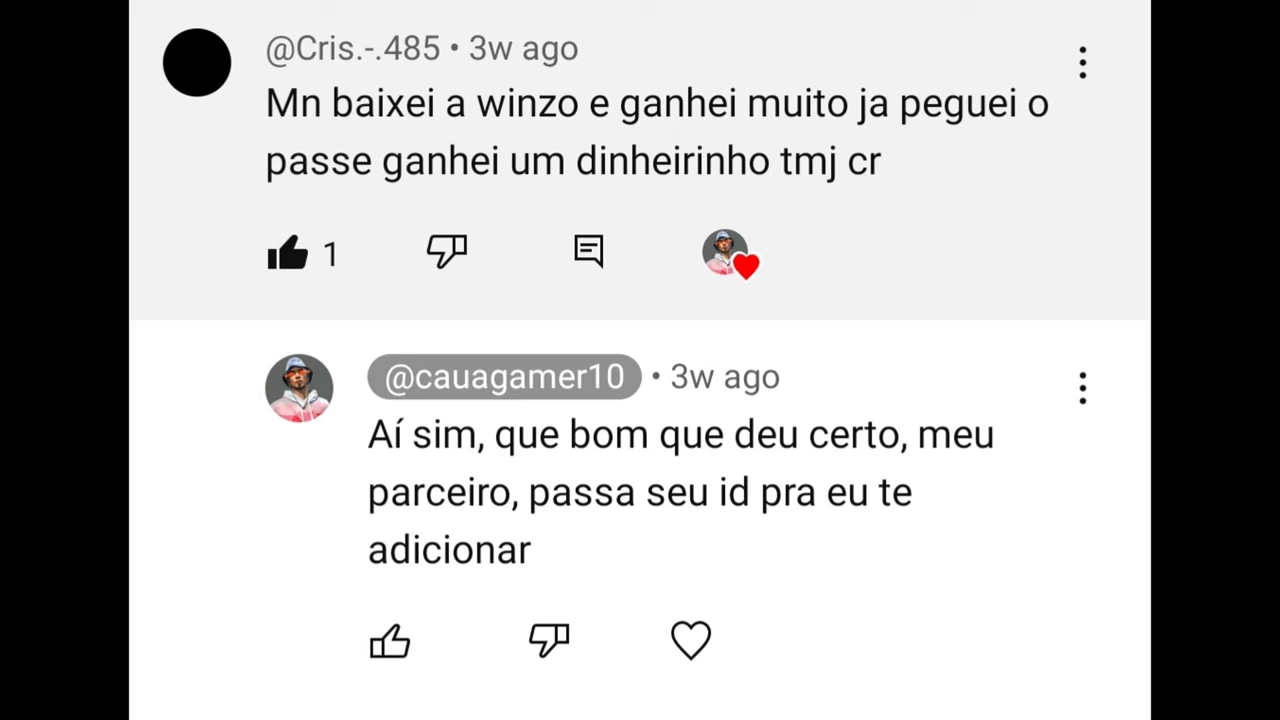 @Cris.-.485 • 3w ago
Mn baixei a winzo e ganhei muito ja peguei o
passe ganhei um dinheirinho tmj cr
1
@cauagamer10 • 3w ago
Aí sim, que bom que deu certo, meu
parceiro, passa seu id pra eu te
adicionar